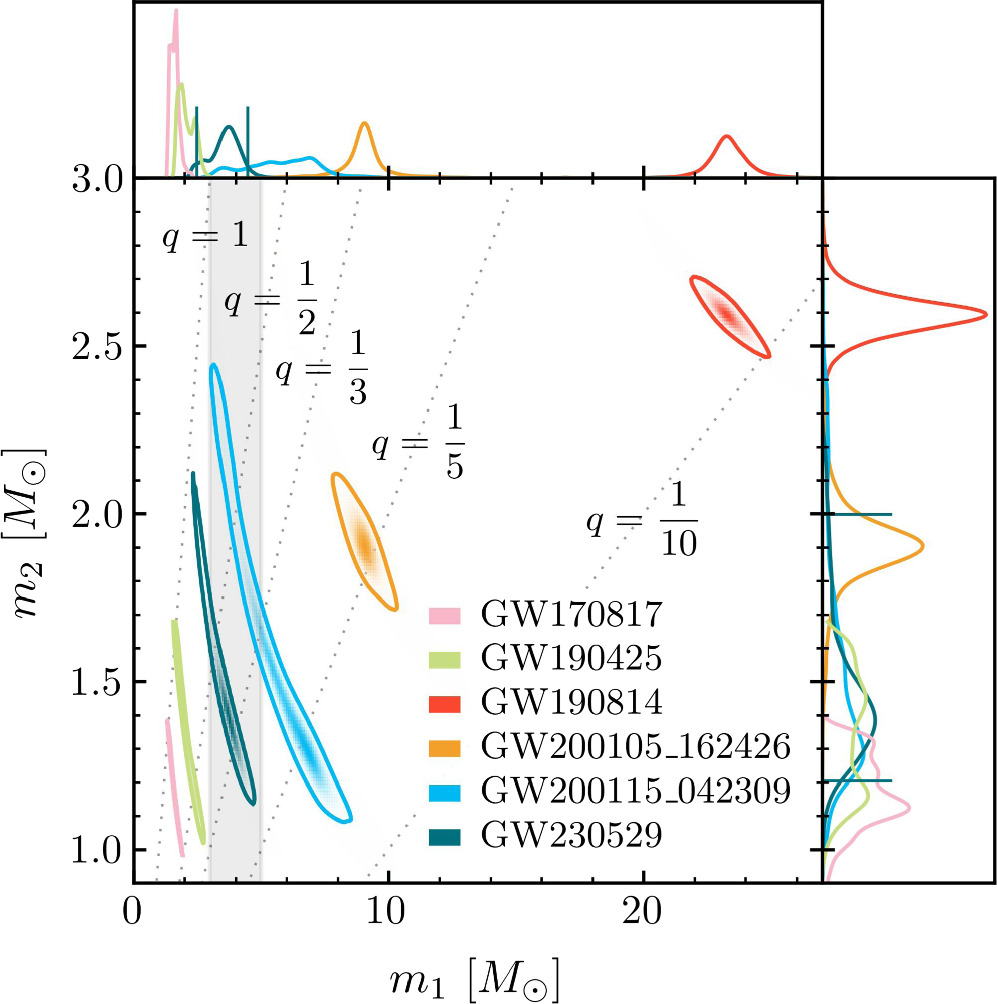 3.0
q = 1
q = 1/2
2.5
q = 1/3
q = 1/5
m₂ [M⊙]
2.0
q = 1/10
GW170817
GW190425
1.5
GW190814
GW200105_162426
GW200115_042309
GW230529
1.0
0 10 20
m₁ [M⊙]